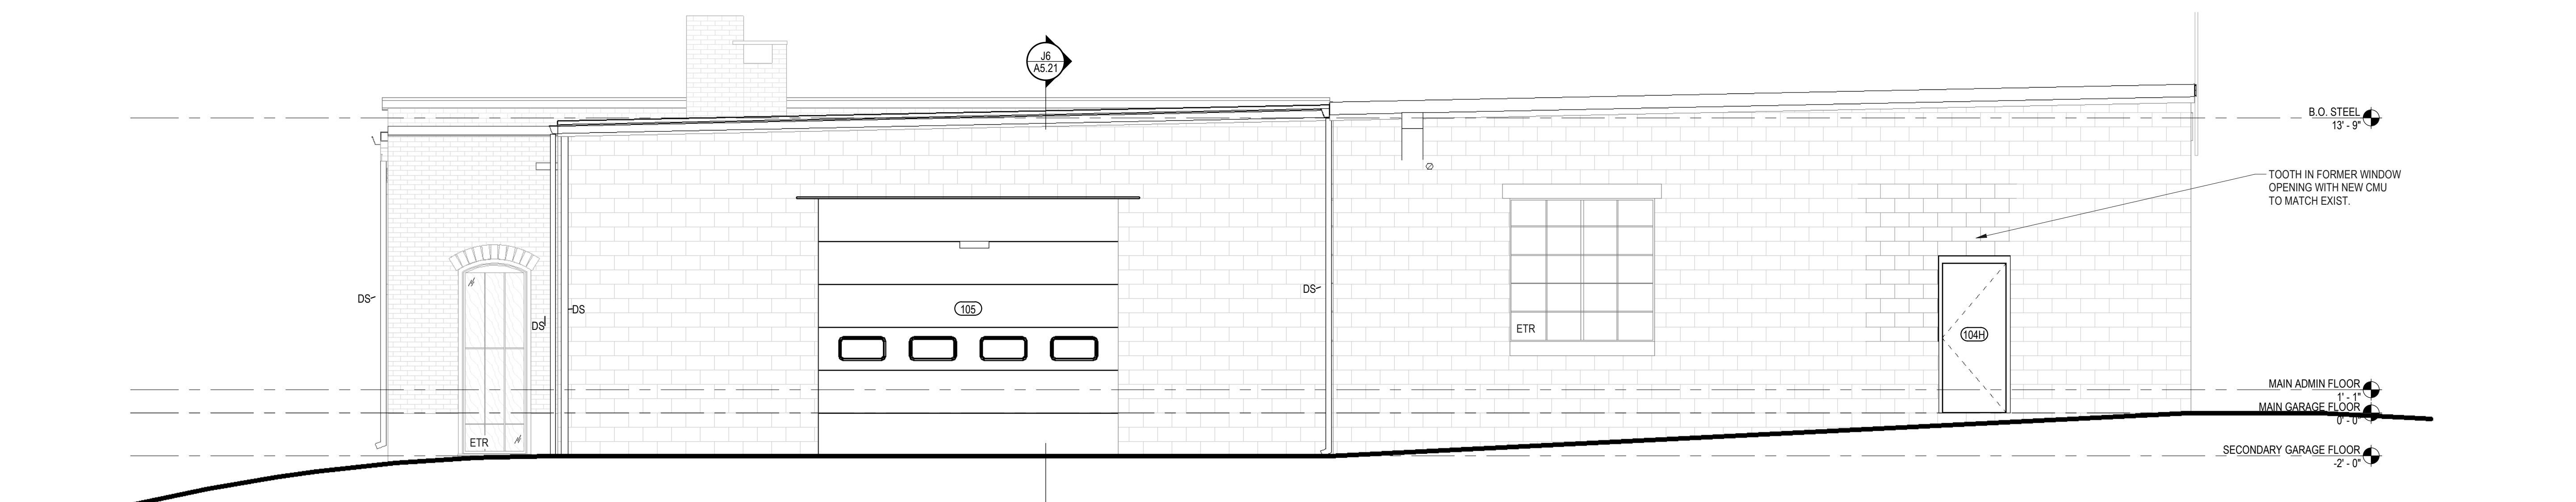 J6
A5.21
B.O. STEEL
13' - 9"
TOOTH IN FORMER WINDOW
OPENING WITH NEW CMU
TO MATCH EXIST.
DS
DS
DS
DS
105
ETR
104H
ETR
MAIN ADMIN FLOOR
1' - 1"
MAIN GARAGE FLOOR
0' - 0"
SECONDARY GARAGE FLOOR
-2' - 0"